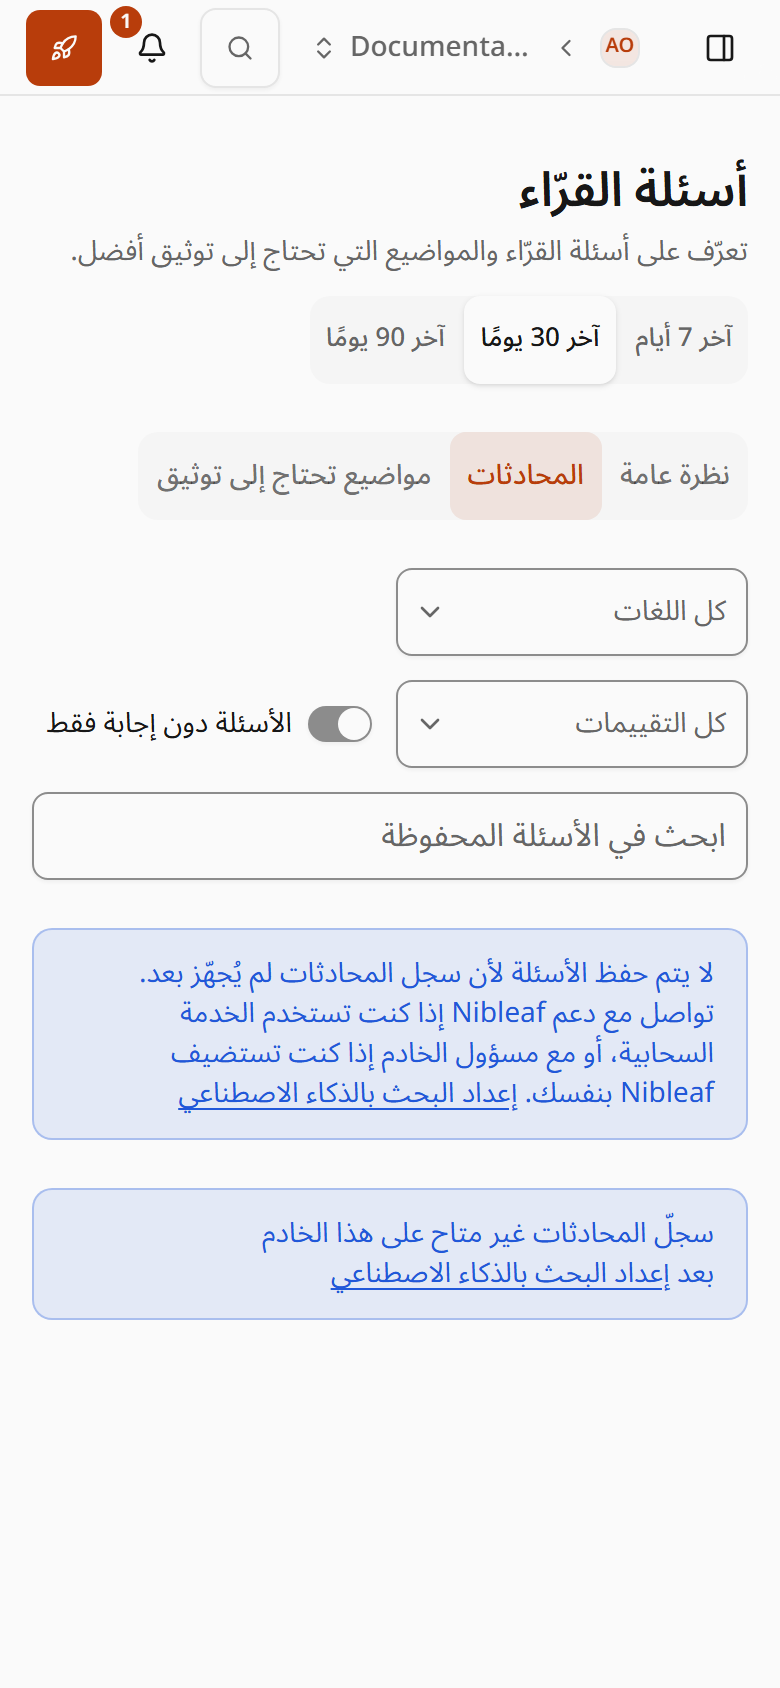 AO
Documenta...
1
أسئلة القرّاء
تعرّف على أسئلة القرّاء والمواضيع التي تحتاج إلى توثيق أفضل.
آخر 7 أيام
آخر 30 يومًا
آخر 90 يومًا
نظرة عامة
المحادثات
مواضيع تحتاج إلى توثيق
كل اللغات
كل التقييمات
الأسئلة دون إجابة فقط
ابحث في الأسئلة المحفوظة
لا يتم حفظ الأسئلة لأن سجل المحادثات لم يُجهّز بعد.
تواصل مع دعم Nibleaf إذا كنت تستخدم الخدمة
السحابية، أو مع مسؤول الخادم إذا كنت تستضيف
Nibleaf بنفسك. إعداد البحث بالذكاء الاصطناعي
سجلّ المحادثات غير متاح على هذا الخادم
بعد إعداد البحث بالذكاء الاصطناعي